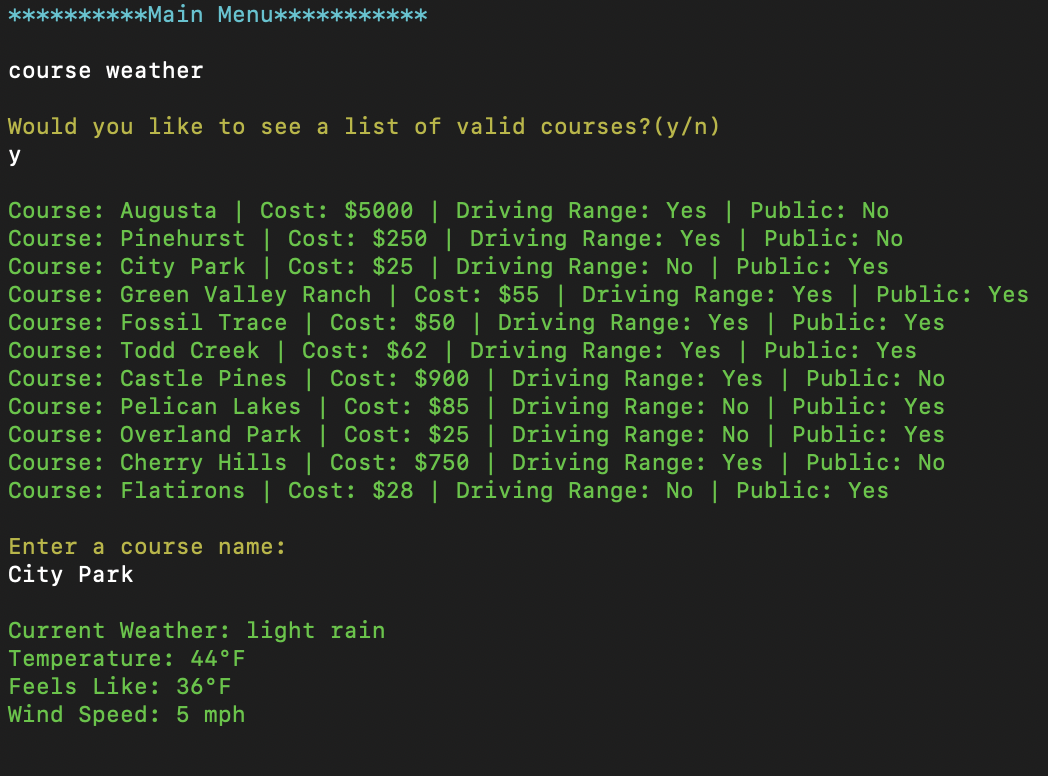 **********Main Menu***********
course weather
Would you like to see a list of valid courses?(y/n)
y
Course: Augusta | Cost: $5000 | Driving Range: Yes | Public: No
Course: Pinehurst | Cost: $250 | Driving Range: Yes | Public: No
Course: City Park | Cost: $25 | Driving Range: No | Public: Yes
Course: Green Valley Ranch | Cost: $55 | Driving Range: Yes | Public: Yes
Course: Fossil Trace | Cost: $50 | Driving Range: Yes | Public: Yes
Course: Todd Creek | Cost: $62 | Driving Range: Yes | Public: Yes
Course: Castle Pines | Cost: $900 | Driving Range: Yes | Public: No
Course: Pelican Lakes | Cost: $85 | Driving Range: No | Public: Yes
Course: Overland Park | Cost: $25 | Driving Range: No | Public: Yes
Course: Cherry Hills | Cost: $750 | Driving Range: Yes | Public: No
Course: Flatirons | Cost: $28 | Driving Range: No | Public: Yes
Enter a course name:
City Park
Current Weather: light rain
Temperature: 44°F
Feels Like: 36°F
Wind Speed: 5 mph